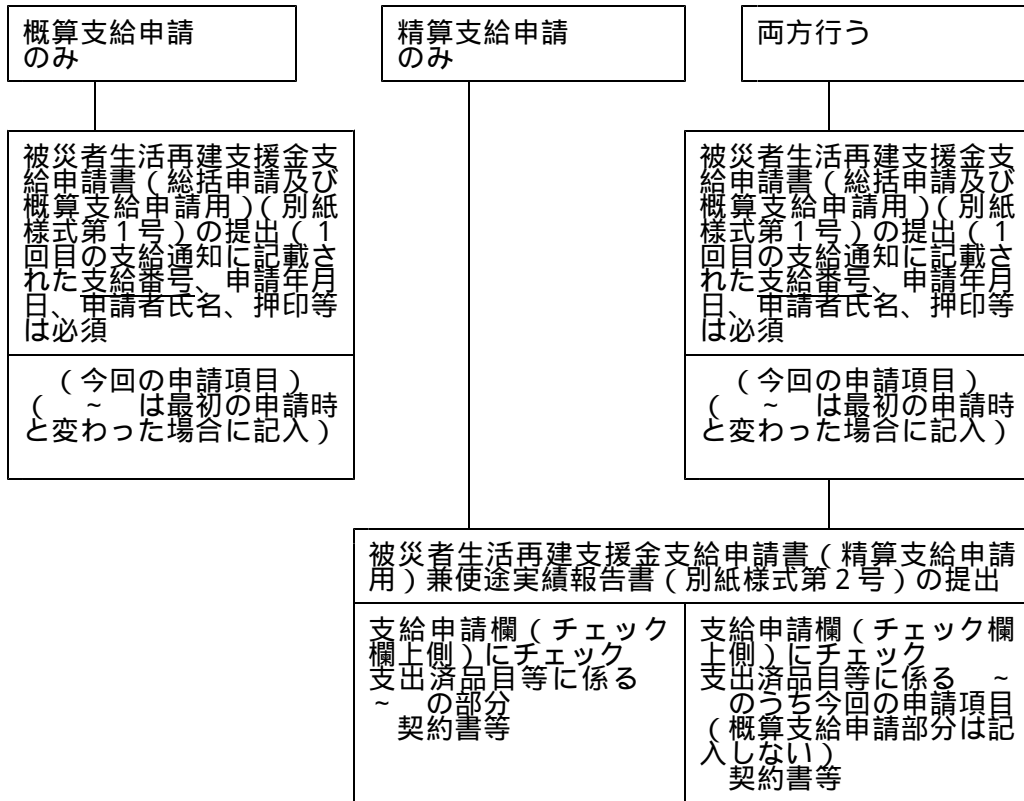 概算支給申請
のみ
精算支給申請
のみ
両方行う
被災者生活再建支援金支
給申請書（総括申請及び
概算支給申請用）（別紙
様式第１号）の提出（１
回目の支給通知に記載さ
れた支給番号、申請年月
日、申請者氏名、押印等
は必須
（今回の申請項目）
（　～　は最初の申請時
と変わった場合に記入）
被災者生活再建支援金支
給申請書（総括申請及び
概算支給申請用）（別紙
様式第１号）の提出（１
回目の支給通知に記載さ
れた支給番号、申請年月
日、申請者氏名、押印等
は必須
（今回の申請項目）
（　～　は最初の申請時
と変わった場合に記入）
被災者生活再建支援金支給申請書（精算支給申請
用）兼使途実績報告書（別紙様式第２号）の提出
支給申請欄（チェック
欄上側）にチェック
支出済品目等に係る
～　の部分
契約書等
支給申請欄（チェック欄
上側）にチェック
支出済品目等に係る　～
のうち今回の申請項目
（概算支給申請部分は記
入しない）
契約書等